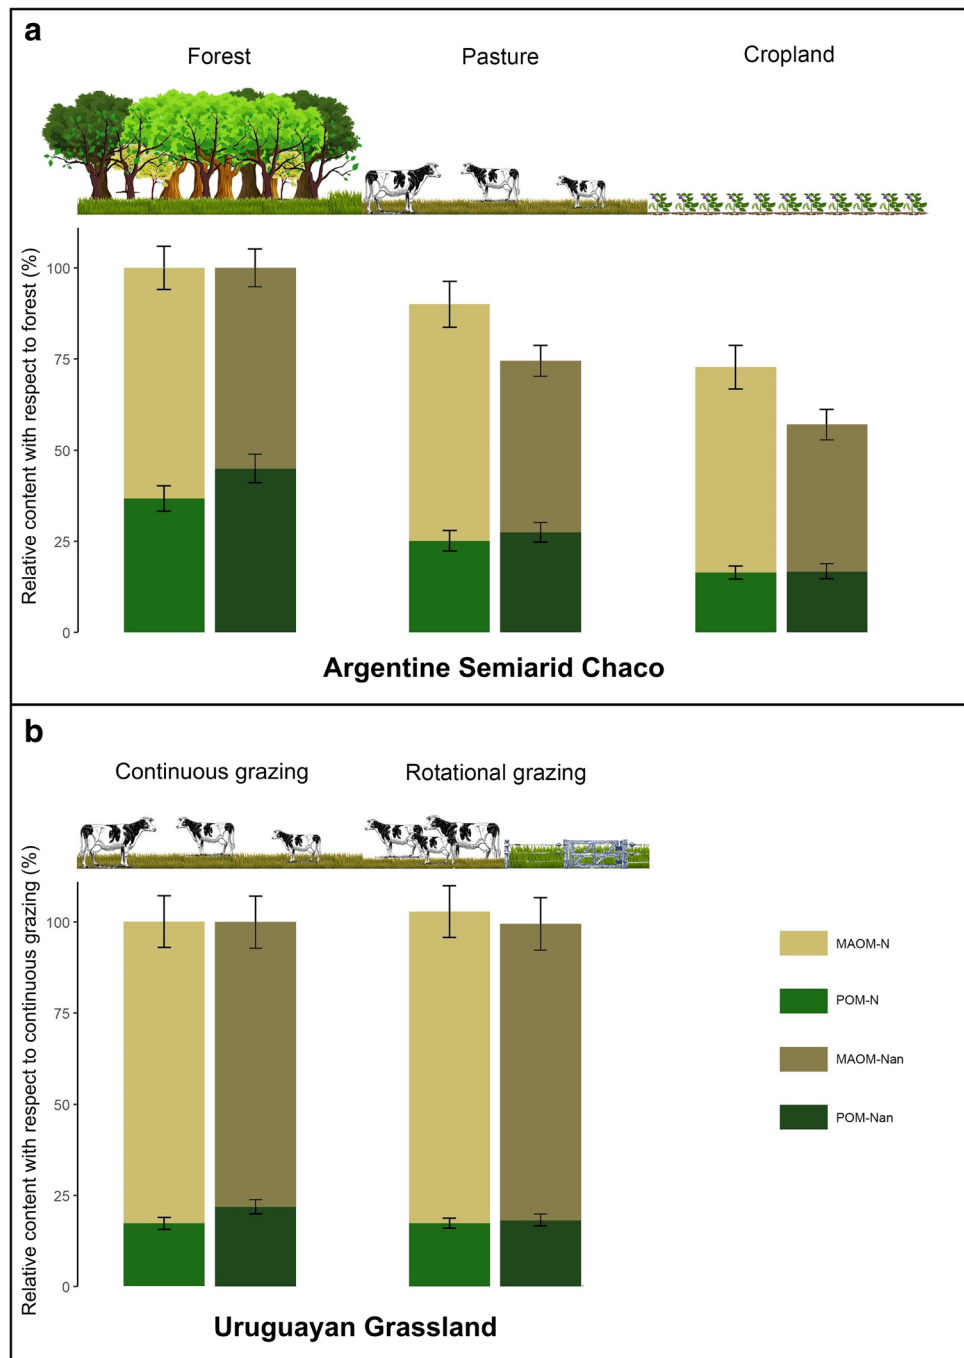 a
Forest
Pasture
Cropland
Relative content with respect to forest (%)
100
75
50
25
0
Argentine Semiarid Chaco
b
Continuous grazing
Rotational grazing
Relative content with respect to continuous grazing (%)
100
75
50
25
0
MAOM-N
POM-N
MAOM-Nan
POM-Nan
Uruguayan Grassland